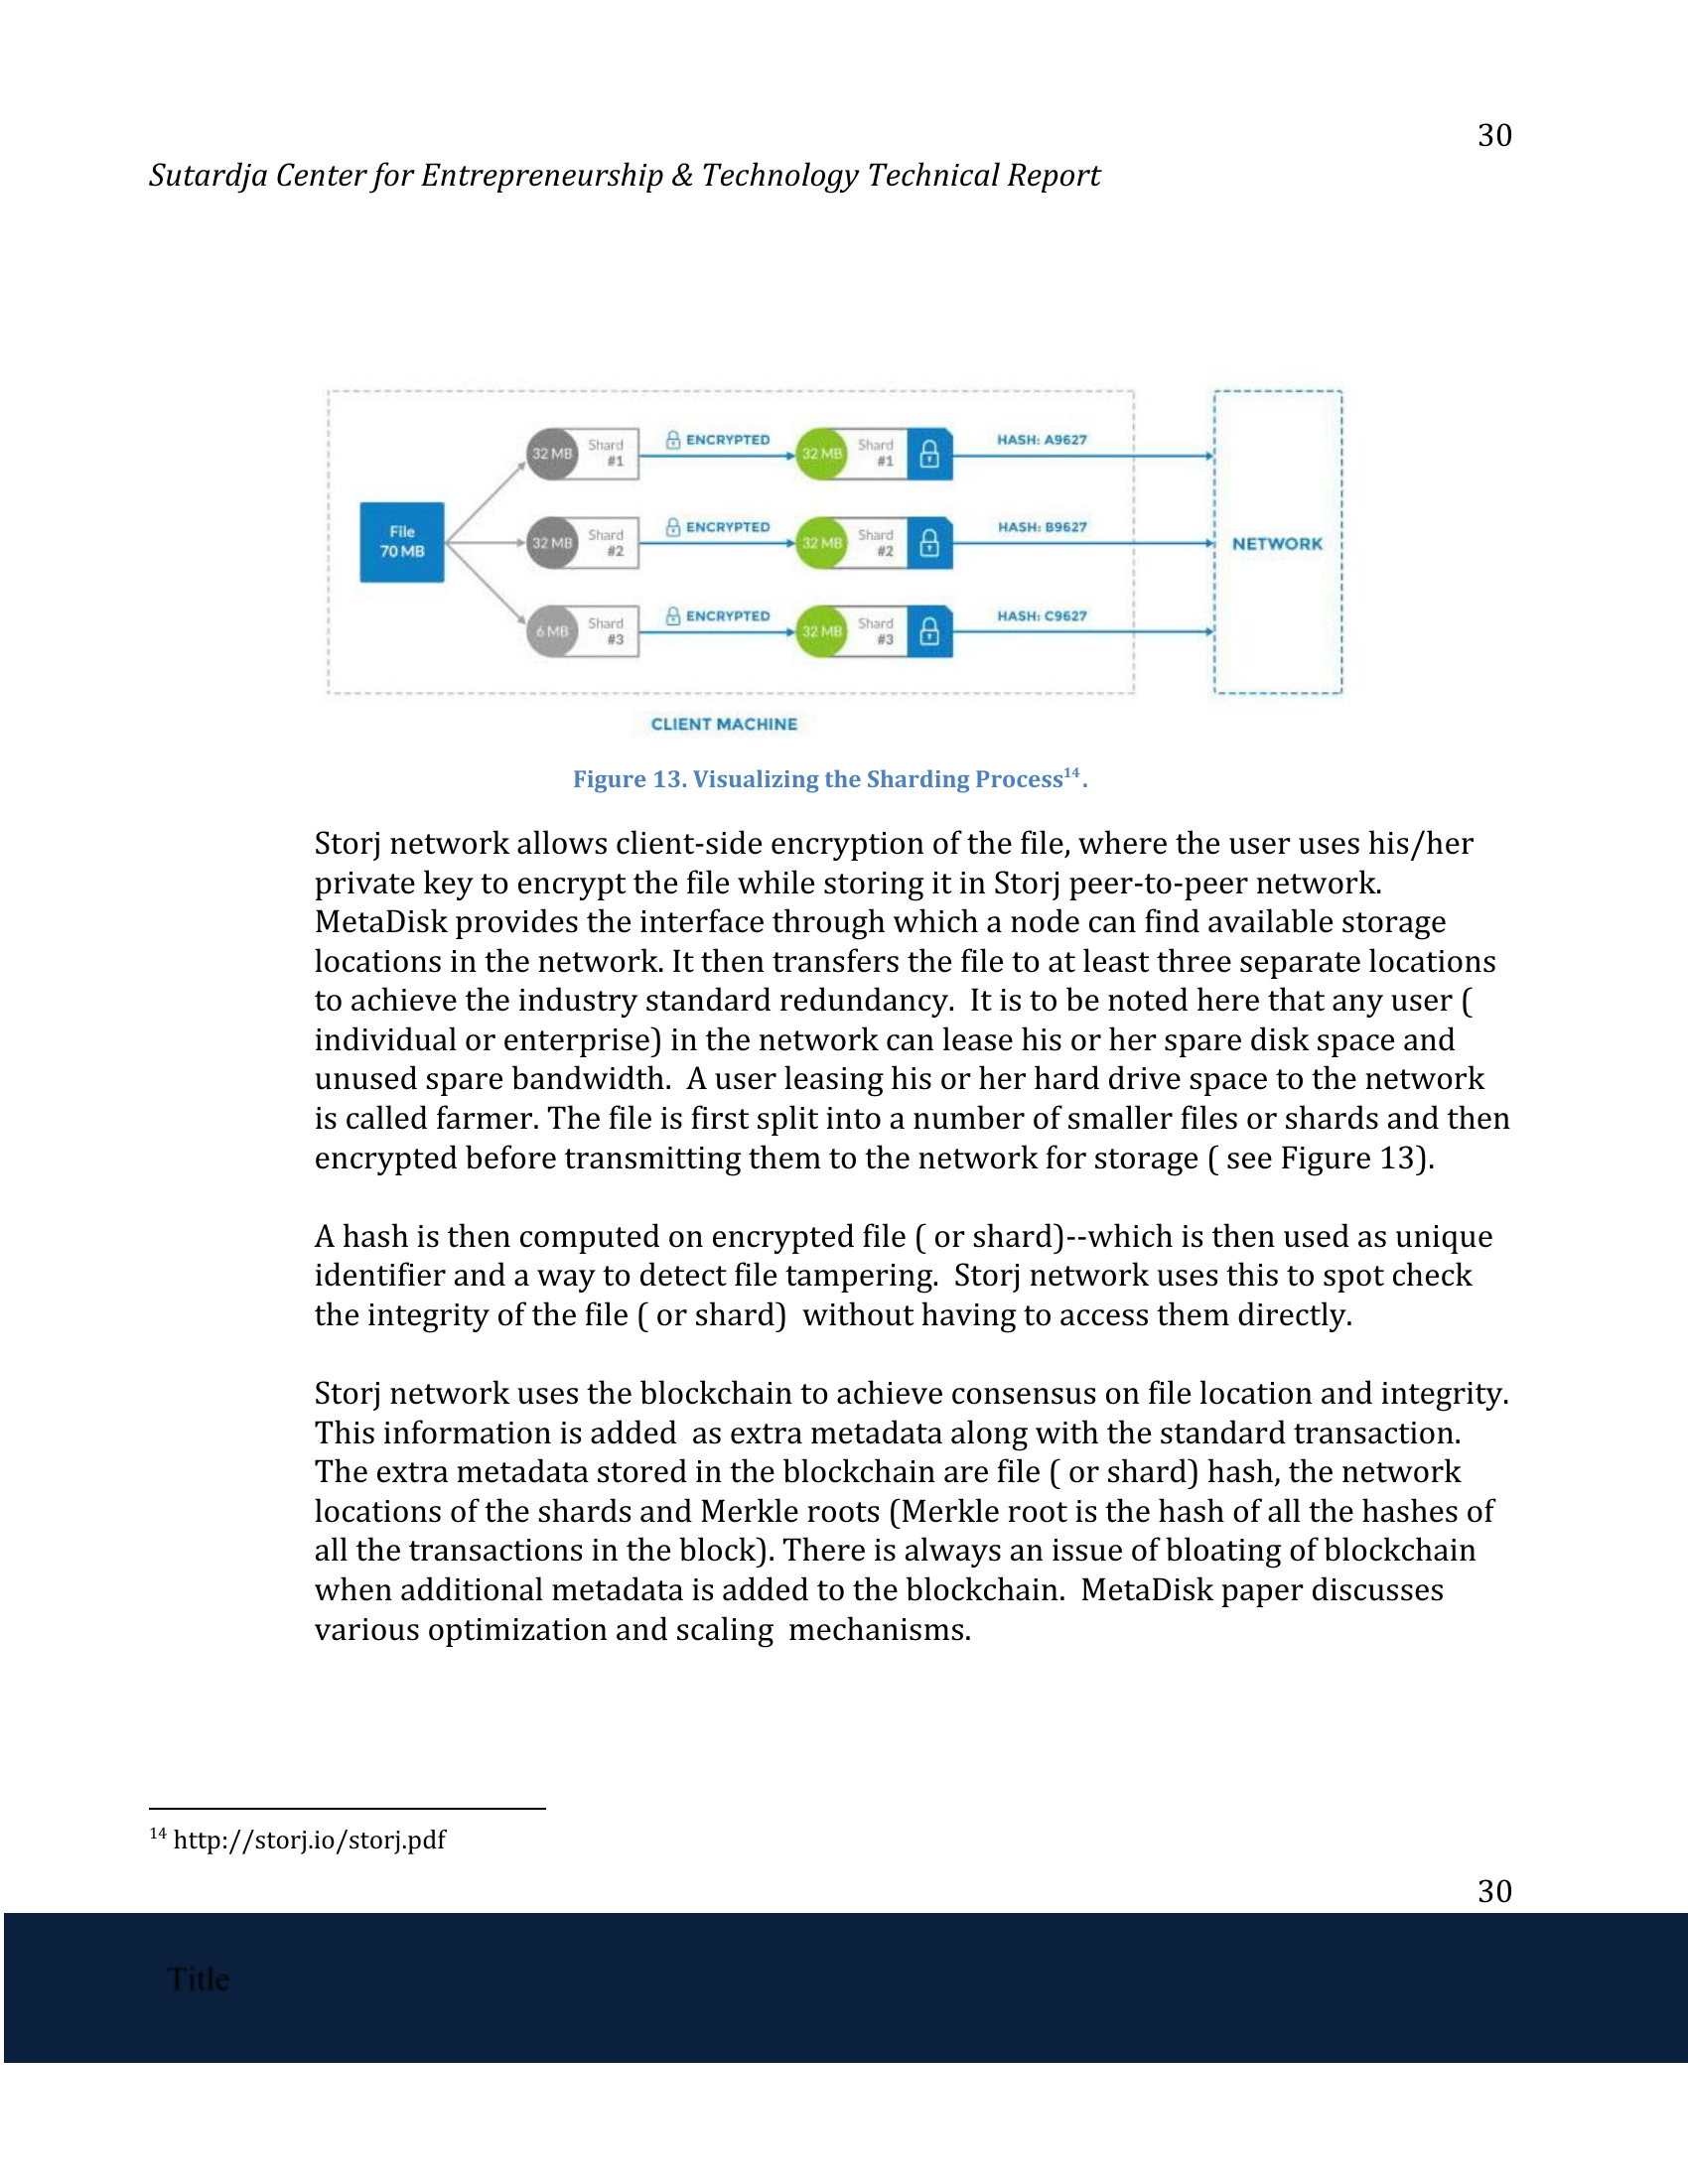 30
Sutardja Center for Entrepreneurship & Technology Technical Report
File
70 MB
32 MB
Shard
#1
ENCRYPTED
32 MB
Shard
#1
HASH: A9627
32 MB
Shard
#2
ENCRYPTED
32 MB
Shard
#2
HASH: B9627
6 MB
Shard
#3
ENCRYPTED
32 MB
Shard
#3
HASH: C9627
NETWORK
CLIENT MACHINE
Figure 13. Visualizing the Sharding Process14.
Storj network allows client-side encryption of the file, where the user uses his/her
private key to encrypt the file while storing it in Storj peer-to-peer network.
MetaDisk provides the interface through which a node can find available storage
locations in the network. It then transfers the file to at least three separate locations
to achieve the industry standard redundancy.  It is to be noted here that any user (
individual or enterprise) in the network can lease his or her spare disk space and
unused spare bandwidth.  A user leasing his or her hard drive space to the network
is called farmer. The file is first split into a number of smaller files or shards and then
encrypted before transmitting them to the network for storage ( see Figure 13).
A hash is then computed on encrypted file ( or shard)--which is then used as unique
identifier and a way to detect file tampering.  Storj network uses this to spot check
the integrity of the file ( or shard)  without having to access them directly.
Storj network uses the blockchain to achieve consensus on file location and integrity.
This information is added  as extra metadata along with the standard transaction.
The extra metadata stored in the blockchain are file ( or shard) hash, the network
locations of the shards and Merkle roots (Merkle root is the hash of all the hashes of
all the transactions in the block). There is always an issue of bloating of blockchain
when additional metadata is added to the blockchain.  MetaDisk paper discusses
various optimization and scaling  mechanisms.
14 http://storj.io/storj.pdf
30
Title